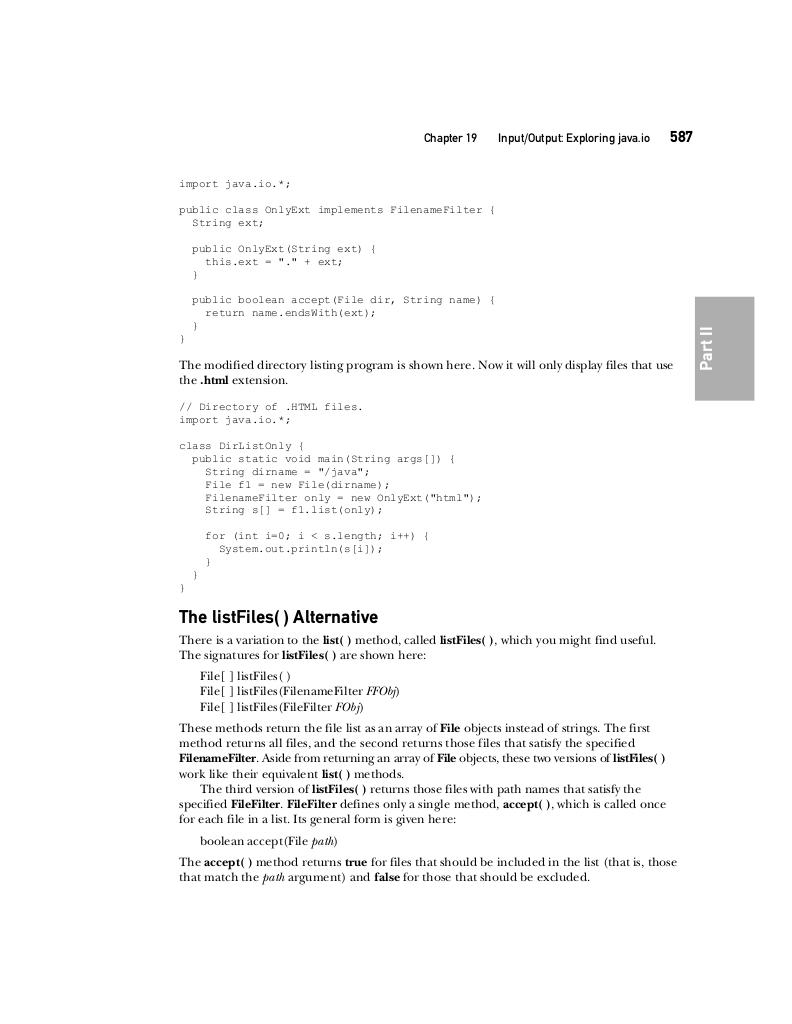 Chapter 19 Input/Output: Exploring java.io 587
import java.io.*;
public class OnlyExt implements FilenameFilter {
String ext;
public OnlyExt(String ext) {
this.ext = "." + ext;
}
public boolean accept(File dir, String name) {
return name.endsWith(ext);
}
}
Part II
The modified directory listing program is shown here. Now it will only display files that use
the .html extension.
// Directory of .HTML files.
import java.io.*;
class DirListOnly {
public static void main(String args[]) {
String dirname = "/java";
File f1 = new File(dirname);
FilenameFilter only = new OnlyExt("html");
String s[] = f1.list(only);
for (int i=0; i < s.length; i++) {
System.out.println(s[i]);
}
}
}
The listFiles( ) Alternative
There is a variation to the list( ) method, called listFiles( ), which you might find useful.
The signatures for listFiles( ) are shown here:
File[ ] listFiles( )
File[ ] listFiles(FilenameFilter FFObj)
File[ ] listFiles(FileFilter FObj)
These methods return the file list as an array of File objects instead of strings. The first
method returns all files, and the second returns those files that satisfy the specified
FilenameFilter. Aside from returning an array of File objects, these two versions of listFiles( )
work like their equivalent list( ) methods.
The third version of listFiles( ) returns those files with path names that satisfy the
specified FileFilter. FileFilter defines only a single method, accept( ), which is called once
for each file in a list. Its general form is given here:
boolean accept(File path)
The accept( ) method returns true for files that should be included in the list (that is, those
that match the path argument) and false for those that should be excluded.